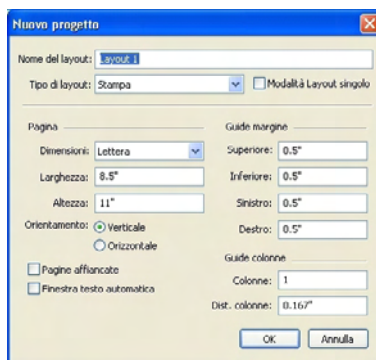 Nuovo progetto
Nome del layout: Layout 1
Tipo di layout: Stampa
Modalità Layout singolo
Pagina
Dimensioni: Lettera
Larghezza: 8.5"
Altezza: 11"
Orientamento: Verticale
Orizzontale
Pagine affiancate
Finestra testo automatica
Guide margine
Superiore: 0.5"
Inferiore: 0.5"
Sinistro: 0.5"
Destro: 0.5"
Guide colonne
Colonne: 1
Dist. colonne: 0.167"
OK
Annulla